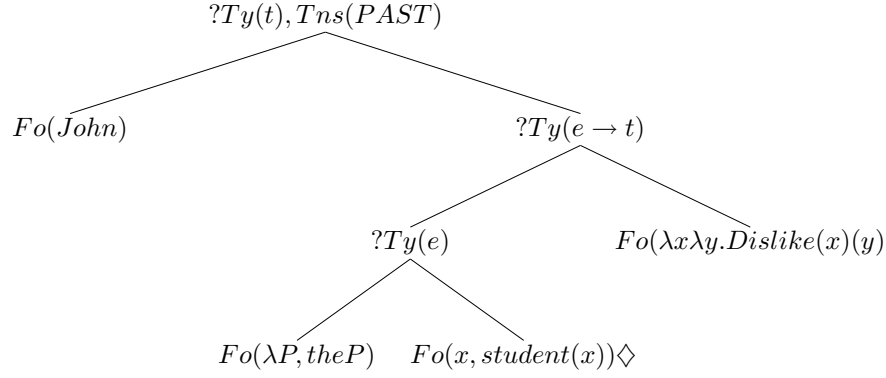 ?Ty(t), Tns(PAST)
Fo(John) ?Ty(e → t)
?Ty(e) Fo(λxλy.Dislike(x)(y)
Fo(λP, theP) Fo(x, student(x))♢